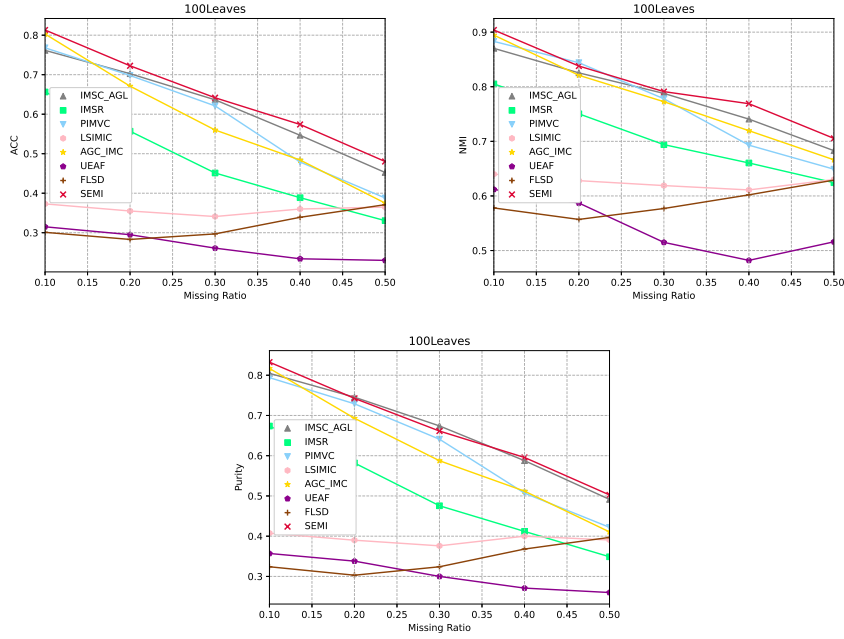 100Leaves
0.8
0.7
0.6
0.5
0.4
0.3
ACC
IMSC_AGL
IMSR
PIMVC
LSIMIC
AGC_IMC
UEAF
FLSD
SEMI
0.10 0.15 0.20 0.25 0.30 0.35 0.40 0.45 0.50
Missing Ratio
100Leaves
0.9
0.8
0.7
0.6
0.5
NMI
IMSC_AGL
IMSR
PIMVC
LSIMIC
AGC_IMC
UEAF
FLSD
SEMI
0.10 0.15 0.20 0.25 0.30 0.35 0.40 0.45 0.50
Missing Ratio
100Leaves
0.8
0.7
0.6
0.5
0.4
0.3
Purity
IMSC_AGL
IMSR
PIMVC
LSIMIC
AGC_IMC
UEAF
FLSD
SEMI
0.10 0.15 0.20 0.25 0.30 0.35 0.40 0.45 0.50
Missing Ratio